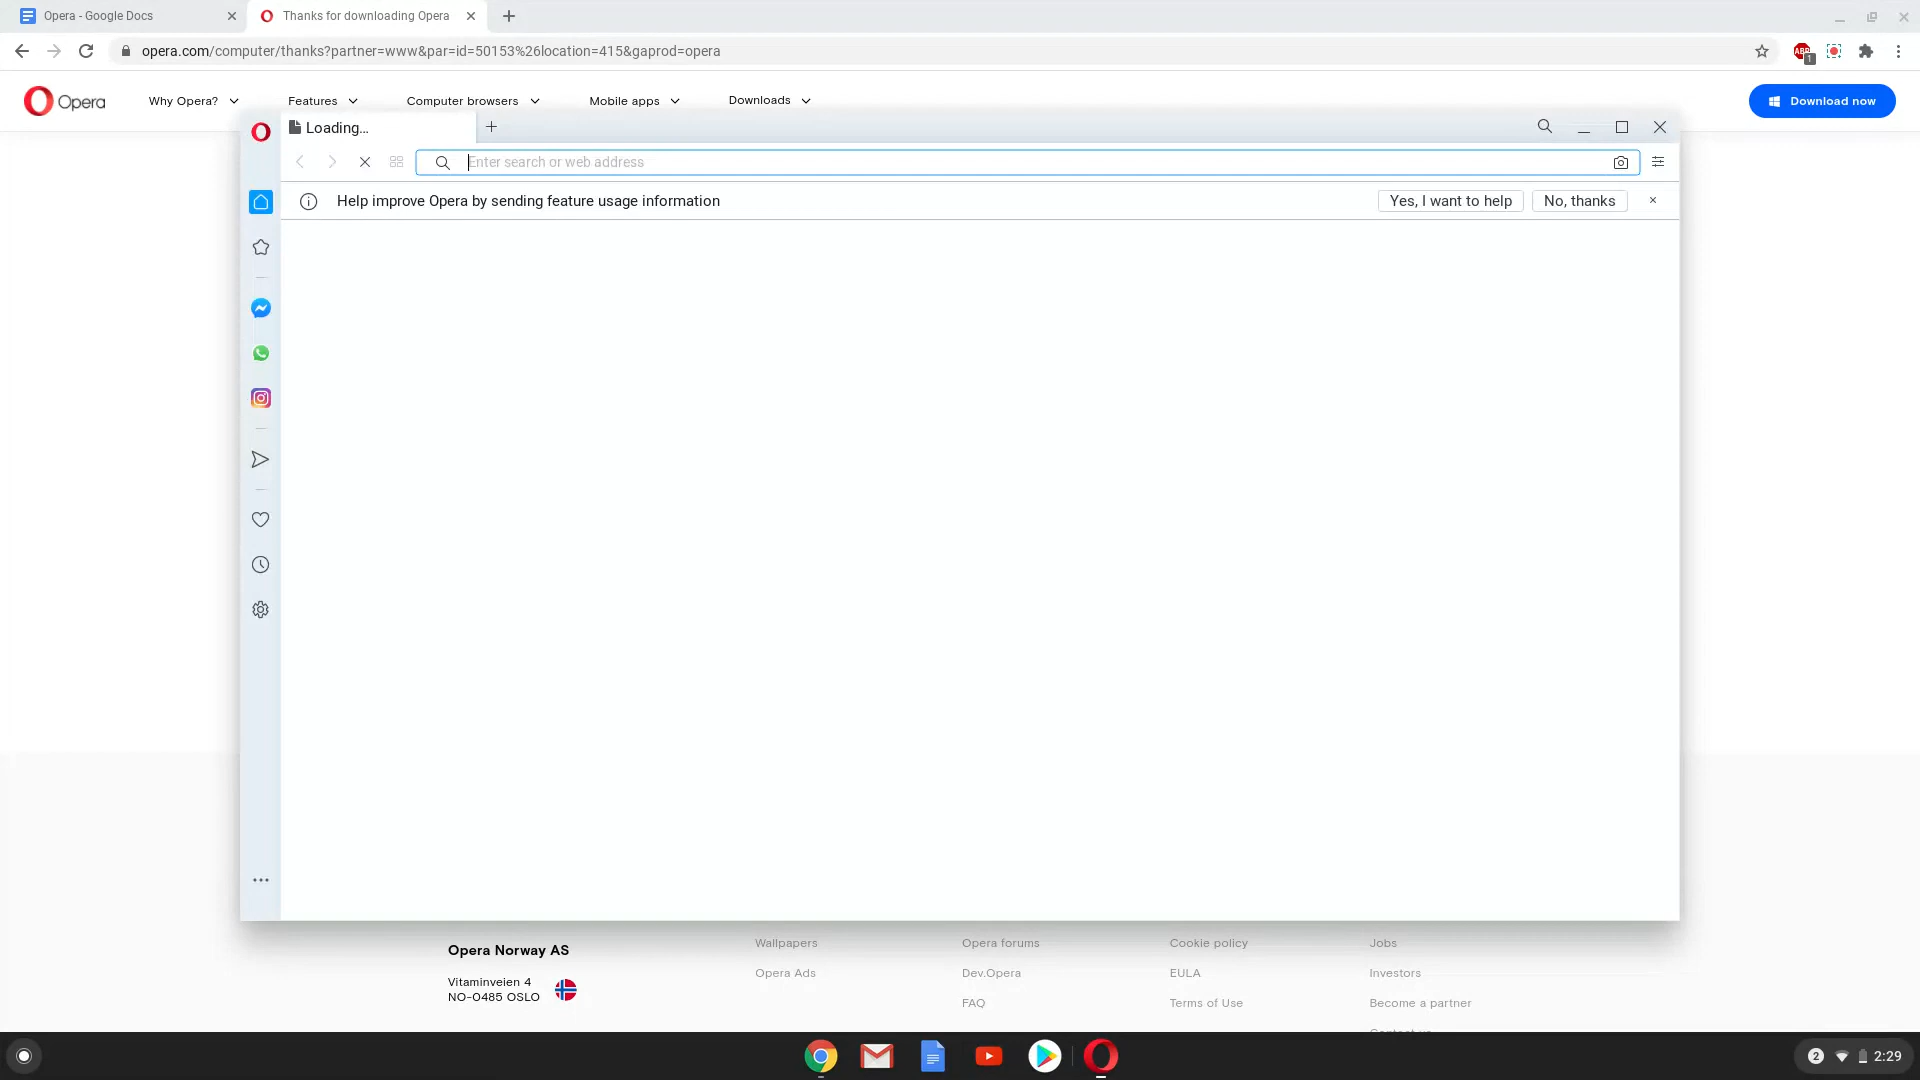 Opera - Google Docs
Thanks for downloading Opera
opera.com/computer/thanks?partner=www&par=id=50153%26location=415&gaprod=opera
ABP
1
Opera
Why Opera?
Features
Computer browsers
Mobile apps
Downloads
Download now
Loading...
Enter search or web address
Help improve Opera by sending feature usage information
Yes, I want to help
No, thanks
Opera Norway AS
Vitaminveien 4
NO-0485 OSLO
Wallpapers
Opera Ads
Opera forums
Dev.Opera
FAQ
Cookie policy
EULA
Terms of Use
Jobs
Investors
Become a partner
2
2:29